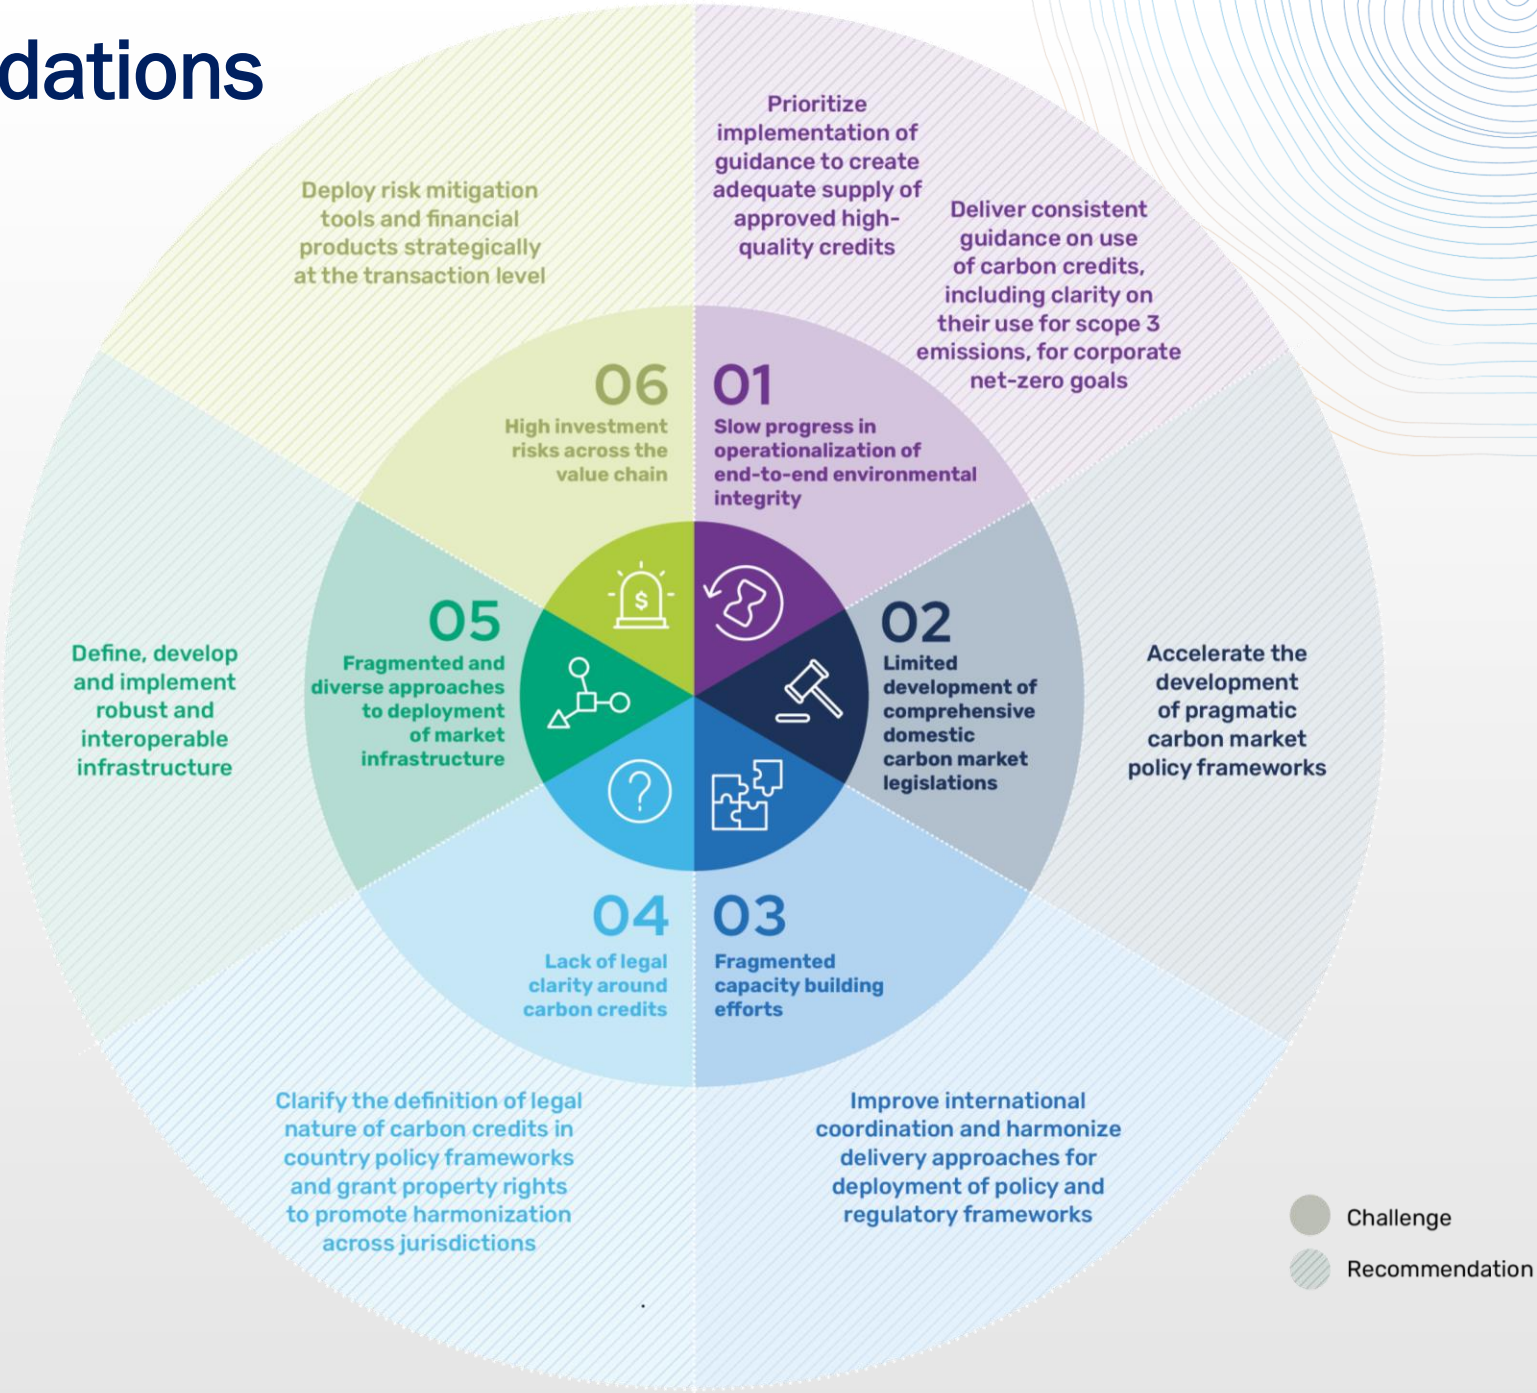 dations
Prioritize
implementation of
guidance to create
adequate supply of
approved high-
quality credits
Deliver consistent
guidance on use
of carbon credits,
including clarity on
their use for scope 3
emissions, for corporate
net-zero goals
01
Slow progress in
operationalization of
end-to-end environmental
integrity
02
Limited
development of
comprehensive
domestic
carbon market
legislations
Accelerate the
development
of pragmatic
carbon market
policy frameworks
03
Fragmented
capacity building
efforts
Improve international
coordination and harmonize
delivery approaches for
deployment of policy and
regulatory frameworks
04
Lack of legal
clarity around
carbon credits
Clarify the definition of legal
nature of carbon credits in
country policy frameworks
and grant property rights
to promote harmonization
across jurisdictions
05
Fragmented and
diverse approaches
to deployment
of market
infrastructure
Define, develop
and implement
robust and
interoperable
infrastructure
06
High investment
risks across the
value chain
Deploy risk mitigation
tools and financial
products strategically
at the transaction level
$
?
Challenge
Recommendation